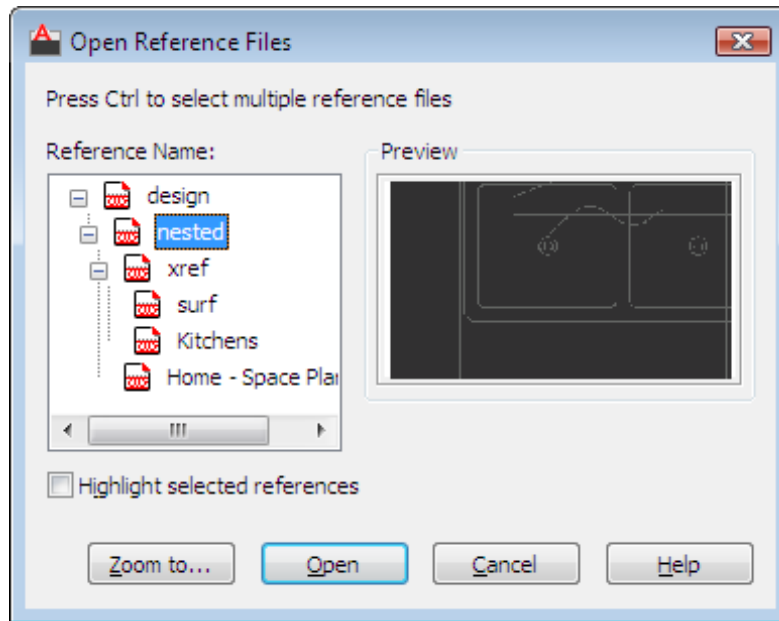 Open Reference Files
Press Ctrl to select multiple reference files
Reference Name:
Preview
design
nested
xref
surf
Kitchens
Home - Space Plan
Highlight selected references
Zoom to...
Open
Cancel
Help